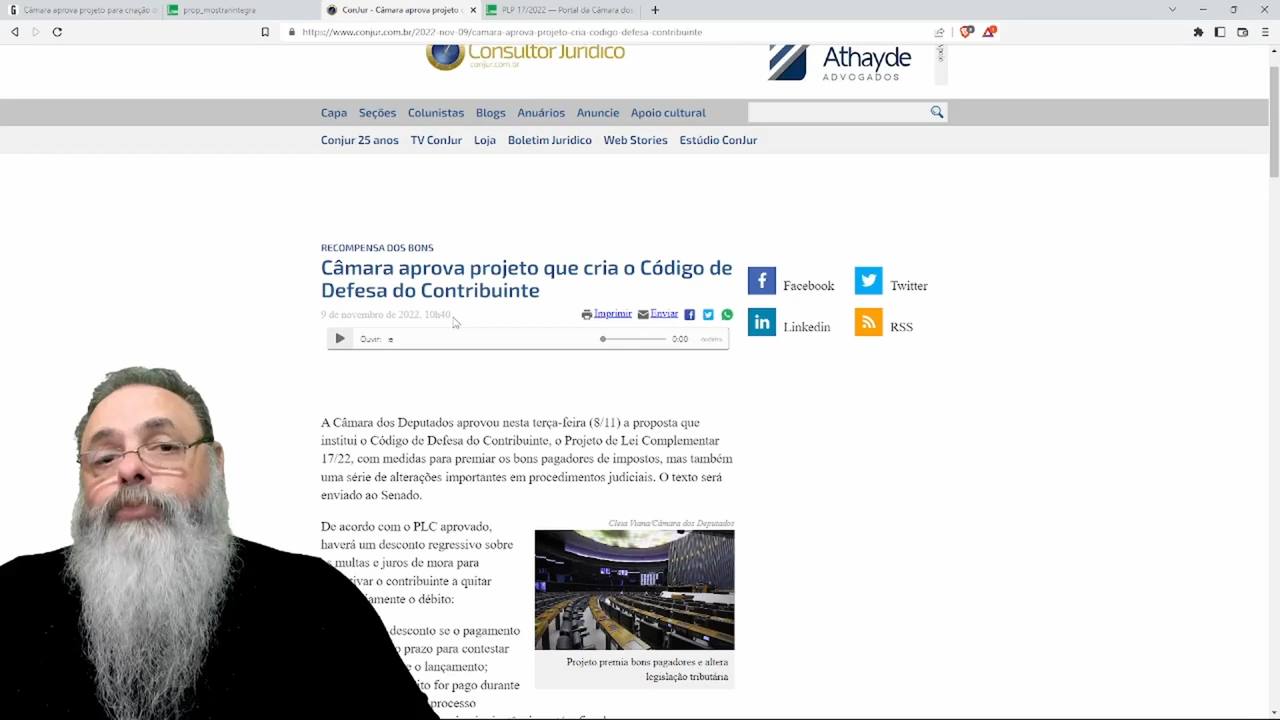 Câmara aprova projeto para criação
prop_mostrarintegra
ConJur - Câmara aprova projeto
PLP 17/2022 — Portal da Câmara dos
https://www.conjur.com.br/2022-nov-09/camara-aprova-projeto-cria-codigo-defesa-contribuinte
Consultor Jurídico
conjur.com.br
Athayde
ADVOGADOS
Capa Seções Colunistas Blogs Anuários Anuncie Apoio cultural
Conjur 25 anos TV ConJur Loja Boletim Juridico Web Stories Estúdio ConJur
RECOMPENSA DOS BONS
Câmara aprova projeto que cria o Código de
Defesa do Contribuinte
9 de novembro de 2022, 10h40
Imprimir Enviar
Facebook Twitter
Linkedin RSS
Ouvir: 0:00
A Câmara dos Deputados aprovou nesta terça-feira (8/11) a proposta que
institui o Código de Defesa do Contribuinte, o Projeto de Lei Complementar
17/22, com medidas para premiar os bons pagadores de impostos, mas também
uma série de alterações importantes em procedimentos judiciais. O texto será
enviado ao Senado.
Cleia Viana/Câmara dos Deputados
De acordo com o PLC aprovado,
haverá um desconto regressivo sobre
multas e juros de mora para
o contribuinte a quitar
o débito:
desconto se o pagamento
prazo para contestar
o lançamento;
for pago durante
processo
Projeto premia bons pagadores e altera
legislação tributária